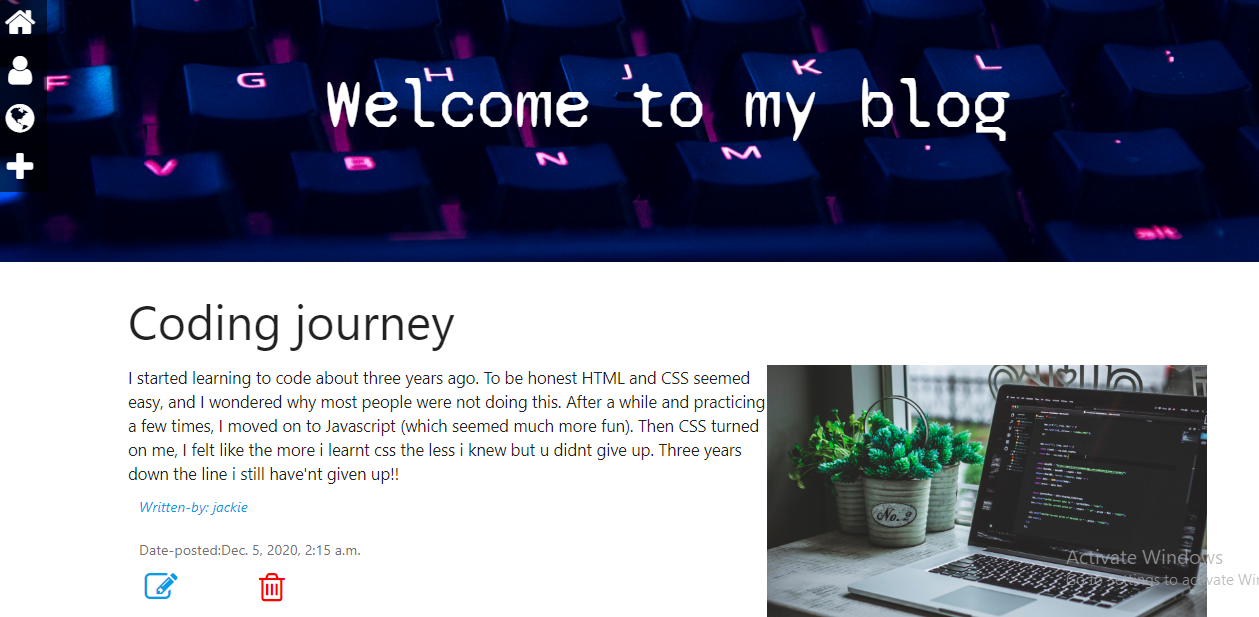 F G H J K L ;
Welcome to my blog
V B N M
alt
Coding journey
I started learning to code about three years ago. To be honest HTML and CSS seemed
easy, and I wondered why most people were not doing this. After a while and practicing
a few times, I moved on to Javascript (which seemed much more fun). Then CSS turned
on me, I felt like the more i learnt css the less i knew but u didnt give up. Three years
down the line i still have'nt given up!!
Written-by: jackie
Date-posted:Dec. 5, 2020, 2:15 a.m.
No. 2
Activate Windows
Go to Settings to activate Wi